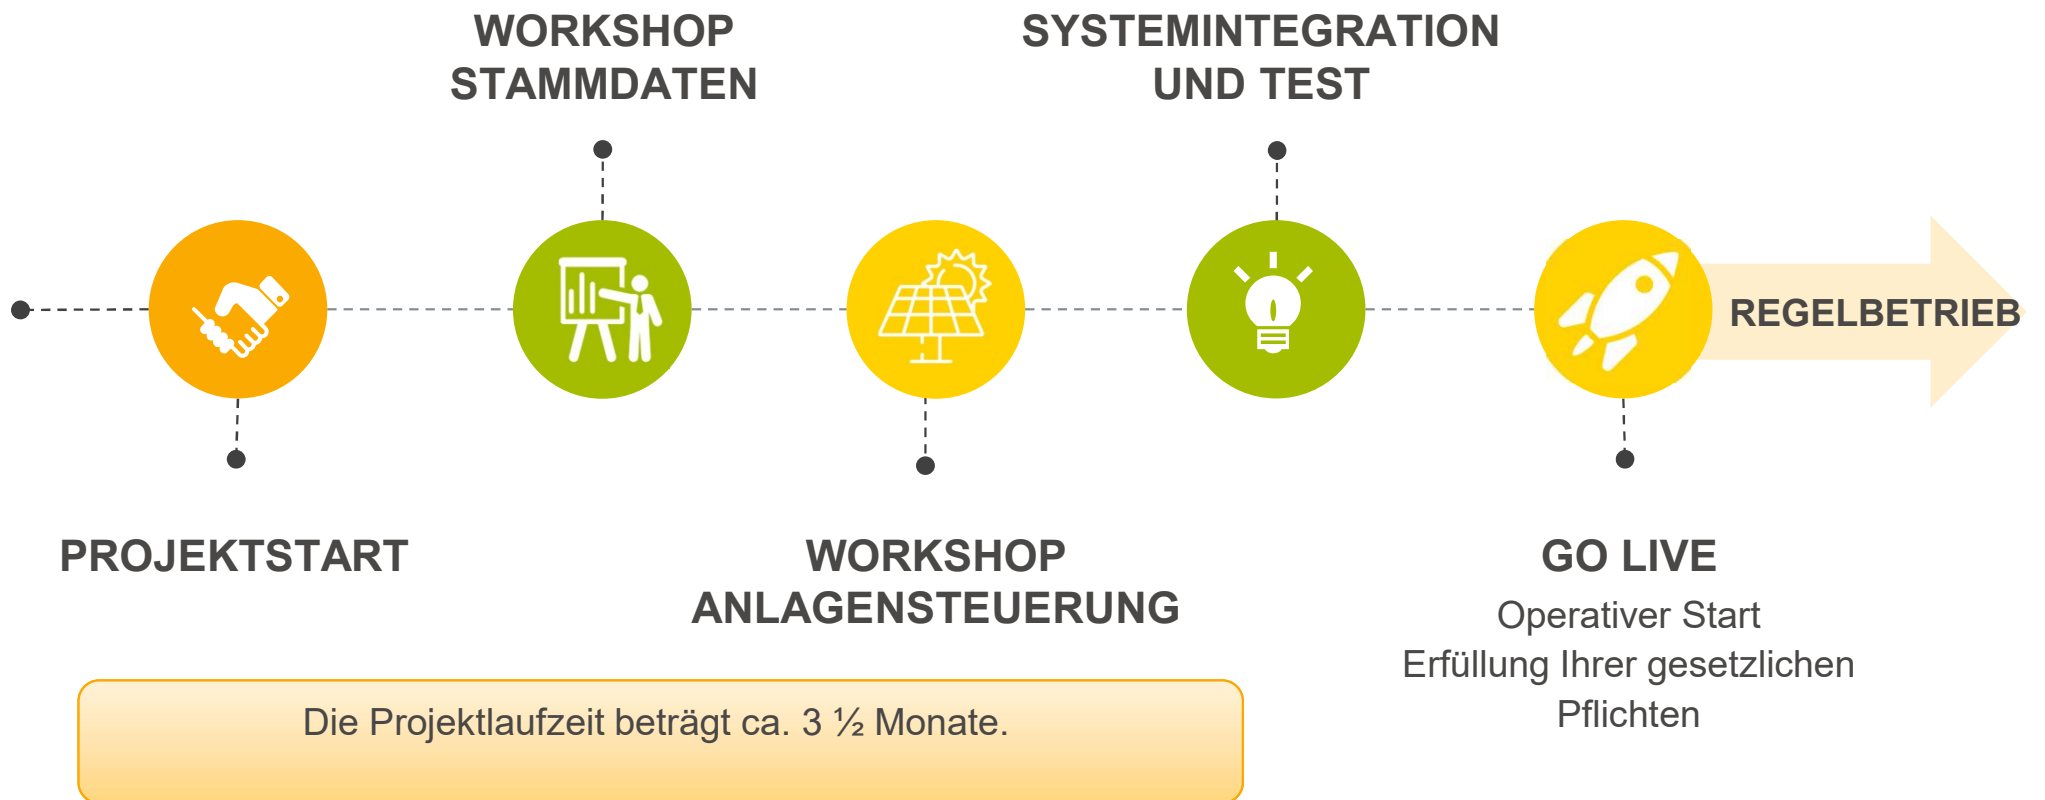 WORKSHOP
STAMMDATEN
SYSTEMINTEGRATION
UND TEST
REGELBETRIEB
PROJEKTSTART
WORKSHOP
ANLAGENSTEUERUNG
GO LIVE
Operativer Start
Erfüllung Ihrer gesetzlichen
Pflichten
Die Projektlaufzeit beträgt ca. 3 ½ Monate.